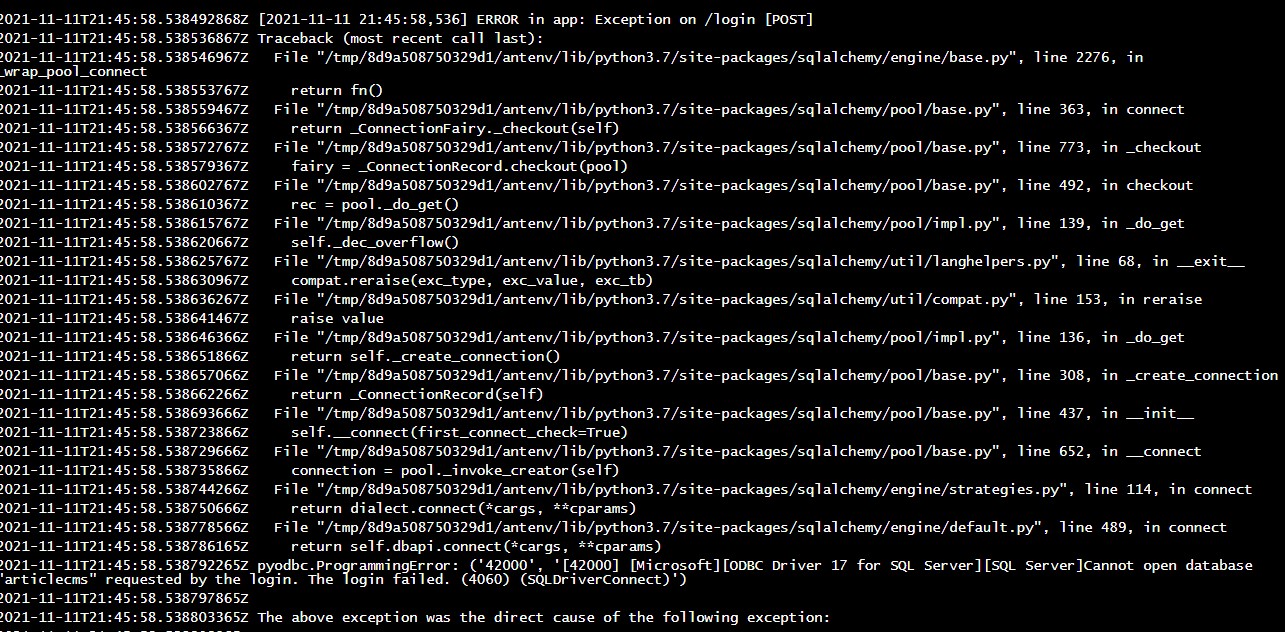 2021-11-11T21:45:58.538492868Z [2021-11-11 21:45:58,536] ERROR in app: Exception on /login [POST]
2021-11-11T21:45:58.538536867Z Traceback (most recent call last):
2021-11-11T21:45:58.538546967Z   File "/tmp/8d9a508750329d1/antenv/lib/python3.7/site-packages/sqlalchemy/engine/base.py", line 2276, in
_wrap_pool_connect
2021-11-11T21:45:58.538553767Z     return fn()
2021-11-11T21:45:58.538559467Z   File "/tmp/8d9a508750329d1/antenv/lib/python3.7/site-packages/sqlalchemy/pool/base.py", line 363, in connect
2021-11-11T21:45:58.538566367Z     return _ConnectionFairy._checkout(self)
2021-11-11T21:45:58.538572767Z   File "/tmp/8d9a508750329d1/antenv/lib/python3.7/site-packages/sqlalchemy/pool/base.py", line 773, in _checkout
2021-11-11T21:45:58.538579367Z     fairy = _ConnectionRecord.checkout(pool)
2021-11-11T21:45:58.538602767Z   File "/tmp/8d9a508750329d1/antenv/lib/python3.7/site-packages/sqlalchemy/pool/base.py", line 492, in checkout
2021-11-11T21:45:58.538610367Z     rec = pool._do_get()
2021-11-11T21:45:58.538615767Z   File "/tmp/8d9a508750329d1/antenv/lib/python3.7/site-packages/sqlalchemy/pool/impl.py", line 139, in _do_get
2021-11-11T21:45:58.538620667Z     self._dec_overflow()
2021-11-11T21:45:58.538625767Z   File "/tmp/8d9a508750329d1/antenv/lib/python3.7/site-packages/sqlalchemy/util/langhelpers.py", line 68, in __exit__
2021-11-11T21:45:58.538630967Z     compat.reraise(exc_type, exc_value, exc_tb)
2021-11-11T21:45:58.538636267Z   File "/tmp/8d9a508750329d1/antenv/lib/python3.7/site-packages/sqlalchemy/util/compat.py", line 153, in reraise
2021-11-11T21:45:58.538641467Z     raise value
2021-11-11T21:45:58.538646366Z   File "/tmp/8d9a508750329d1/antenv/lib/python3.7/site-packages/sqlalchemy/pool/impl.py", line 136, in _do_get
2021-11-11T21:45:58.538651866Z     return self._create_connection()
2021-11-11T21:45:58.538657066Z   File "/tmp/8d9a508750329d1/antenv/lib/python3.7/site-packages/sqlalchemy/pool/base.py", line 308, in _create_connection
2021-11-11T21:45:58.538662266Z     return _ConnectionRecord(self)
2021-11-11T21:45:58.538693666Z   File "/tmp/8d9a508750329d1/antenv/lib/python3.7/site-packages/sqlalchemy/pool/base.py", line 437, in __init__
2021-11-11T21:45:58.538723866Z     self.__connect(first_connect_check=True)
2021-11-11T21:45:58.538729666Z   File "/tmp/8d9a508750329d1/antenv/lib/python3.7/site-packages/sqlalchemy/pool/base.py", line 652, in __connect
2021-11-11T21:45:58.538735866Z     connection = pool._invoke_creator(self)
2021-11-11T21:45:58.538744266Z   File "/tmp/8d9a508750329d1/antenv/lib/python3.7/site-packages/sqlalchemy/engine/strategies.py", line 114, in connect
2021-11-11T21:45:58.538750666Z     return dialect.connect(*cargs, **cparams)
2021-11-11T21:45:58.538778566Z   File "/tmp/8d9a508750329d1/antenv/lib/python3.7/site-packages/sqlalchemy/engine/default.py", line 489, in connect
2021-11-11T21:45:58.538786165Z     return self.dbapi.connect(*cargs, **cparams)
2021-11-11T21:45:58.538792265Z pyodbc.ProgrammingError: ('42000', '[42000] [Microsoft][ODBC Driver 17 for SQL Server][SQL Server]Cannot open database
"articlecms" requested by the login. The login failed. (4060) (SQLDriverConnect)')
2021-11-11T21:45:58.538797865Z
2021-11-11T21:45:58.538803365Z The above exception was the direct cause of the following exception: